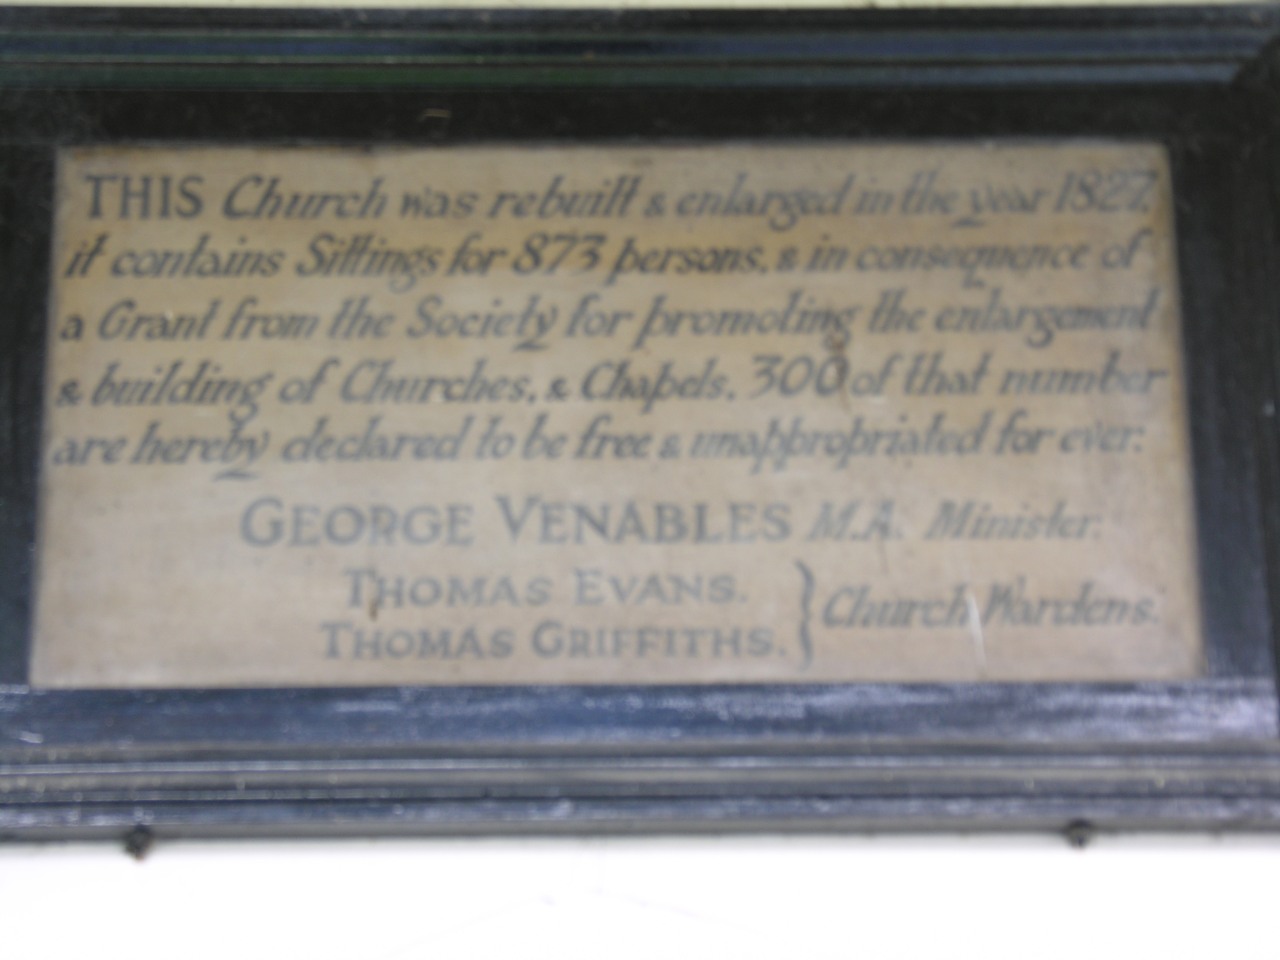 THIS Church was rebuilt & enlarged in the year 1827.
it contains Sittings for 873 persons, & in consequence of
a Grant from the Society for promoting the enlargement
& building of Churches, & Chapels, 300 of that number
are hereby declared to be free & unappropriated for ever:
GEORGE VENABLES M.A. Minister.
THOMAS EVANS.
THOMAS GRIFFITHS. } Church Wardens.